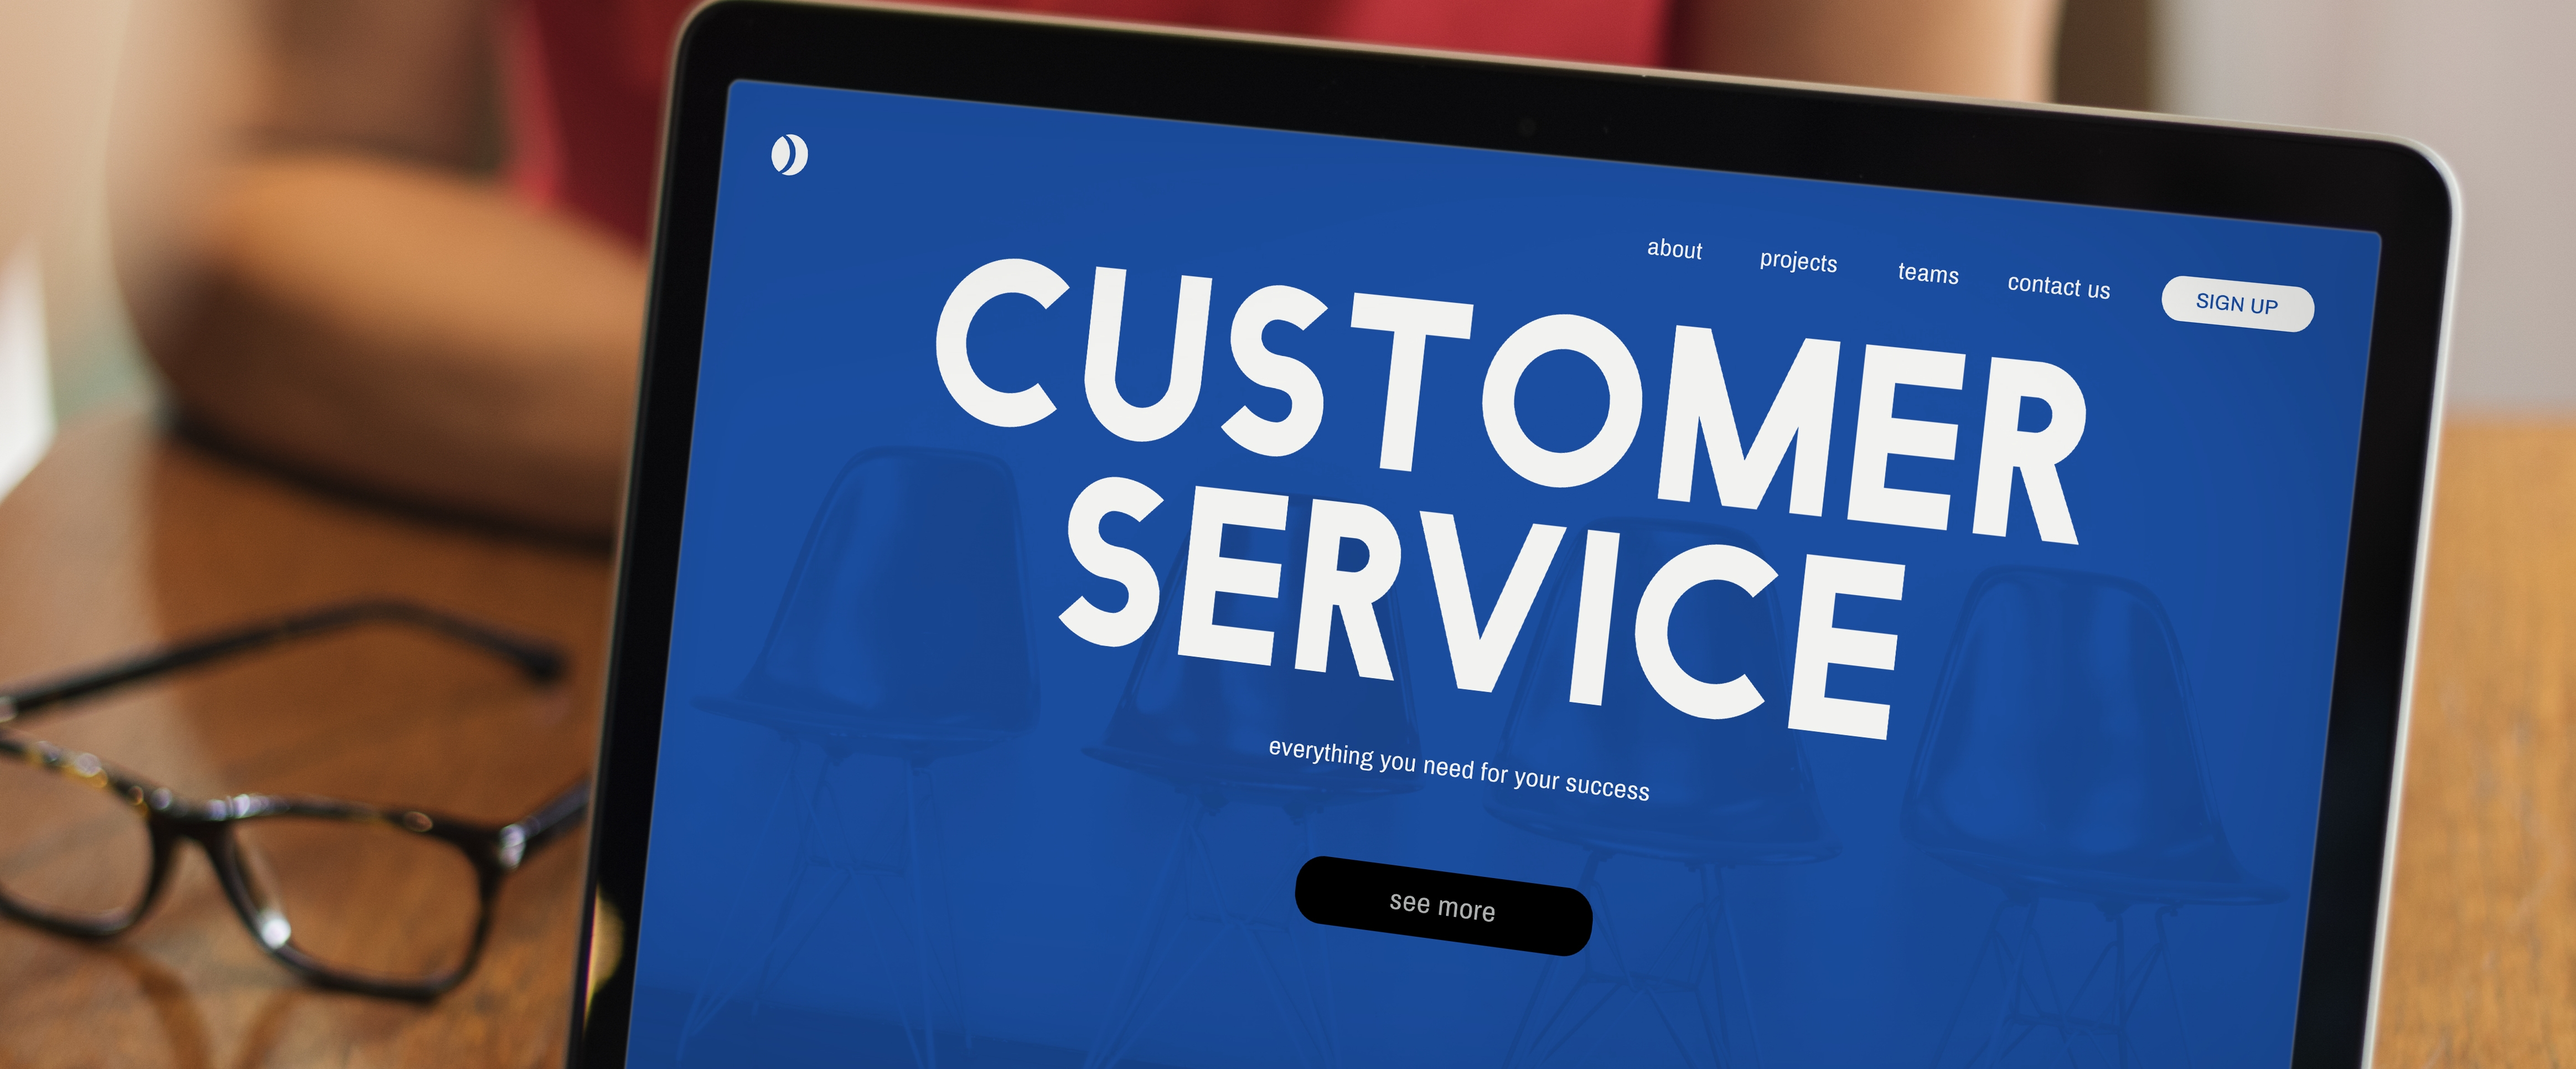 about projects teams contact us SIGN UP
CUSTOMER
SERVICE
everything you need for your success
see more